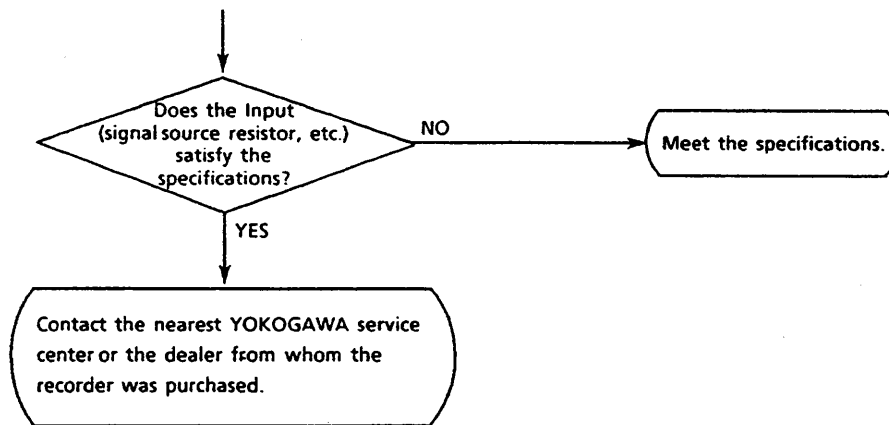 Does the Input
(signal source resistor, etc.)
satisfy the
specifications?
NO
Meet the specifications.
YES
Contact the nearest YOKOGAWA service
center or the dealer from whom the
recorder was purchased.